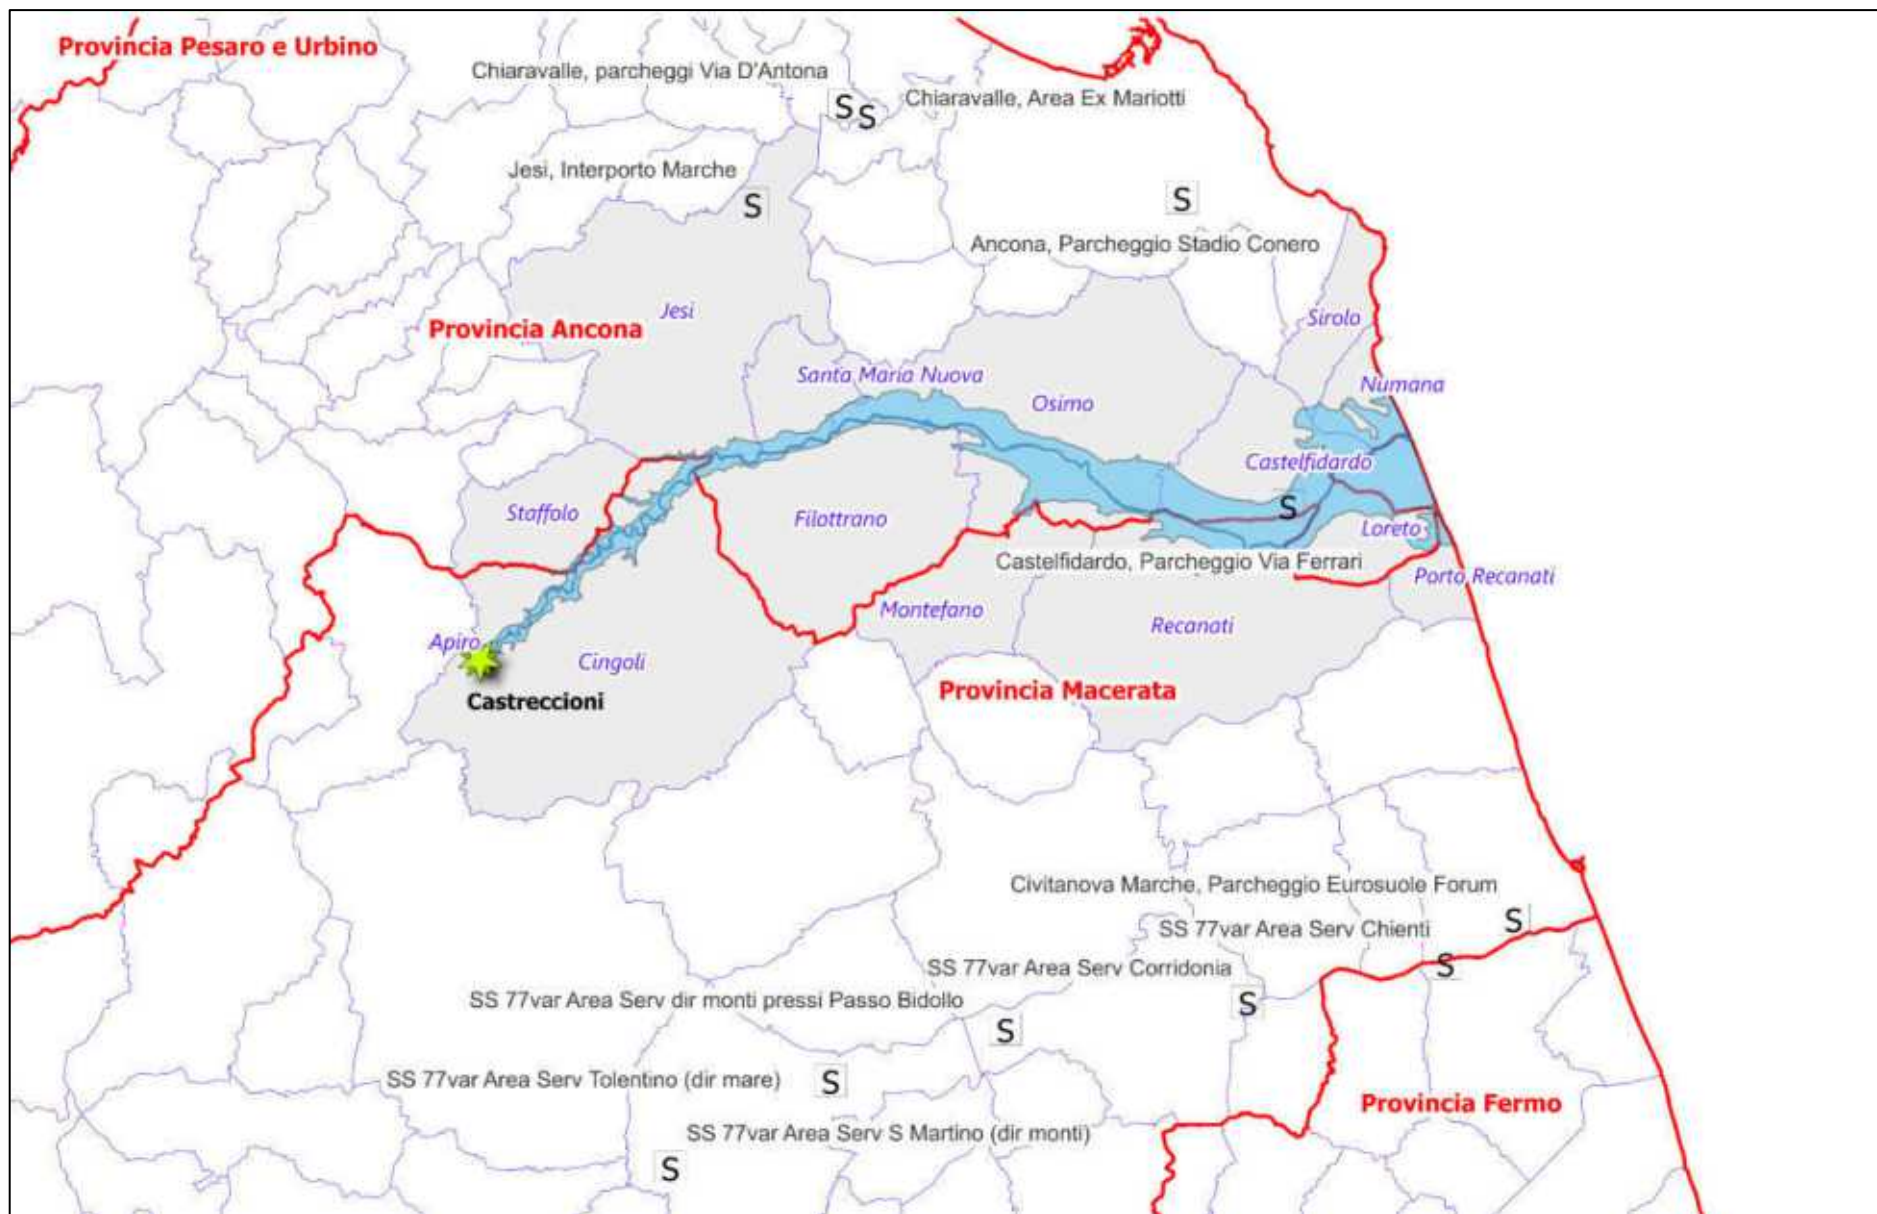 Provincia Pesaro e Urbino
Chiaravalle, parcheggi Via D'Antona
S
S
Chiaravalle, Area Ex Mariotti
Jesi, Interporto Marche
S
S
Ancona, Parcheggio Stadio Conero
Jesi
Sirolo
Provincia Ancona
Santa Maria Nuova
Numana
Osimo
Castelfidardo
S
Staffolo
Filottrano
Loreto
Castelfidardo, Parcheggio Via Ferrari
Porto Recanati
Montefano
Recanati
Apiro
Cingoli
Provincia Macerata
Castreccioni
Civitanova Marche, Parcheggio Eurosuole Forum
S
SS 77var Area Serv Chienti
S
SS 77var Area Serv Corridonia
S
SS 77var Area Serv dir monti pressi Passo Bidollo
S
SS 77var Area Serv Tolentino (dir mare)
S
Provincia Fermo
SS 77var Area Serv S Martino (dir monti)
S